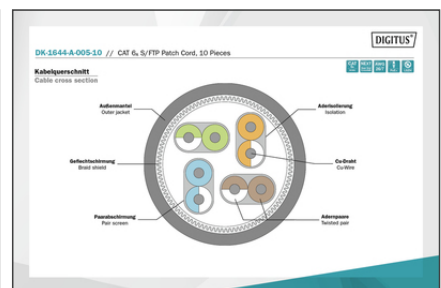 DIGITUS®
DK-1644-A-005-10 // CAT 6A S/FTP Patch Cord, 10 Pieces
Kabelquerschnitt
Cable cross section
Außenmantel
Outer jacket
Aderisolierung
Isolation
Geflechtschirmung
Braid shield
Cu-Draht
Cu-Wire
Paarabschirmung
Pair screen
Adernpaare
Twisted pair